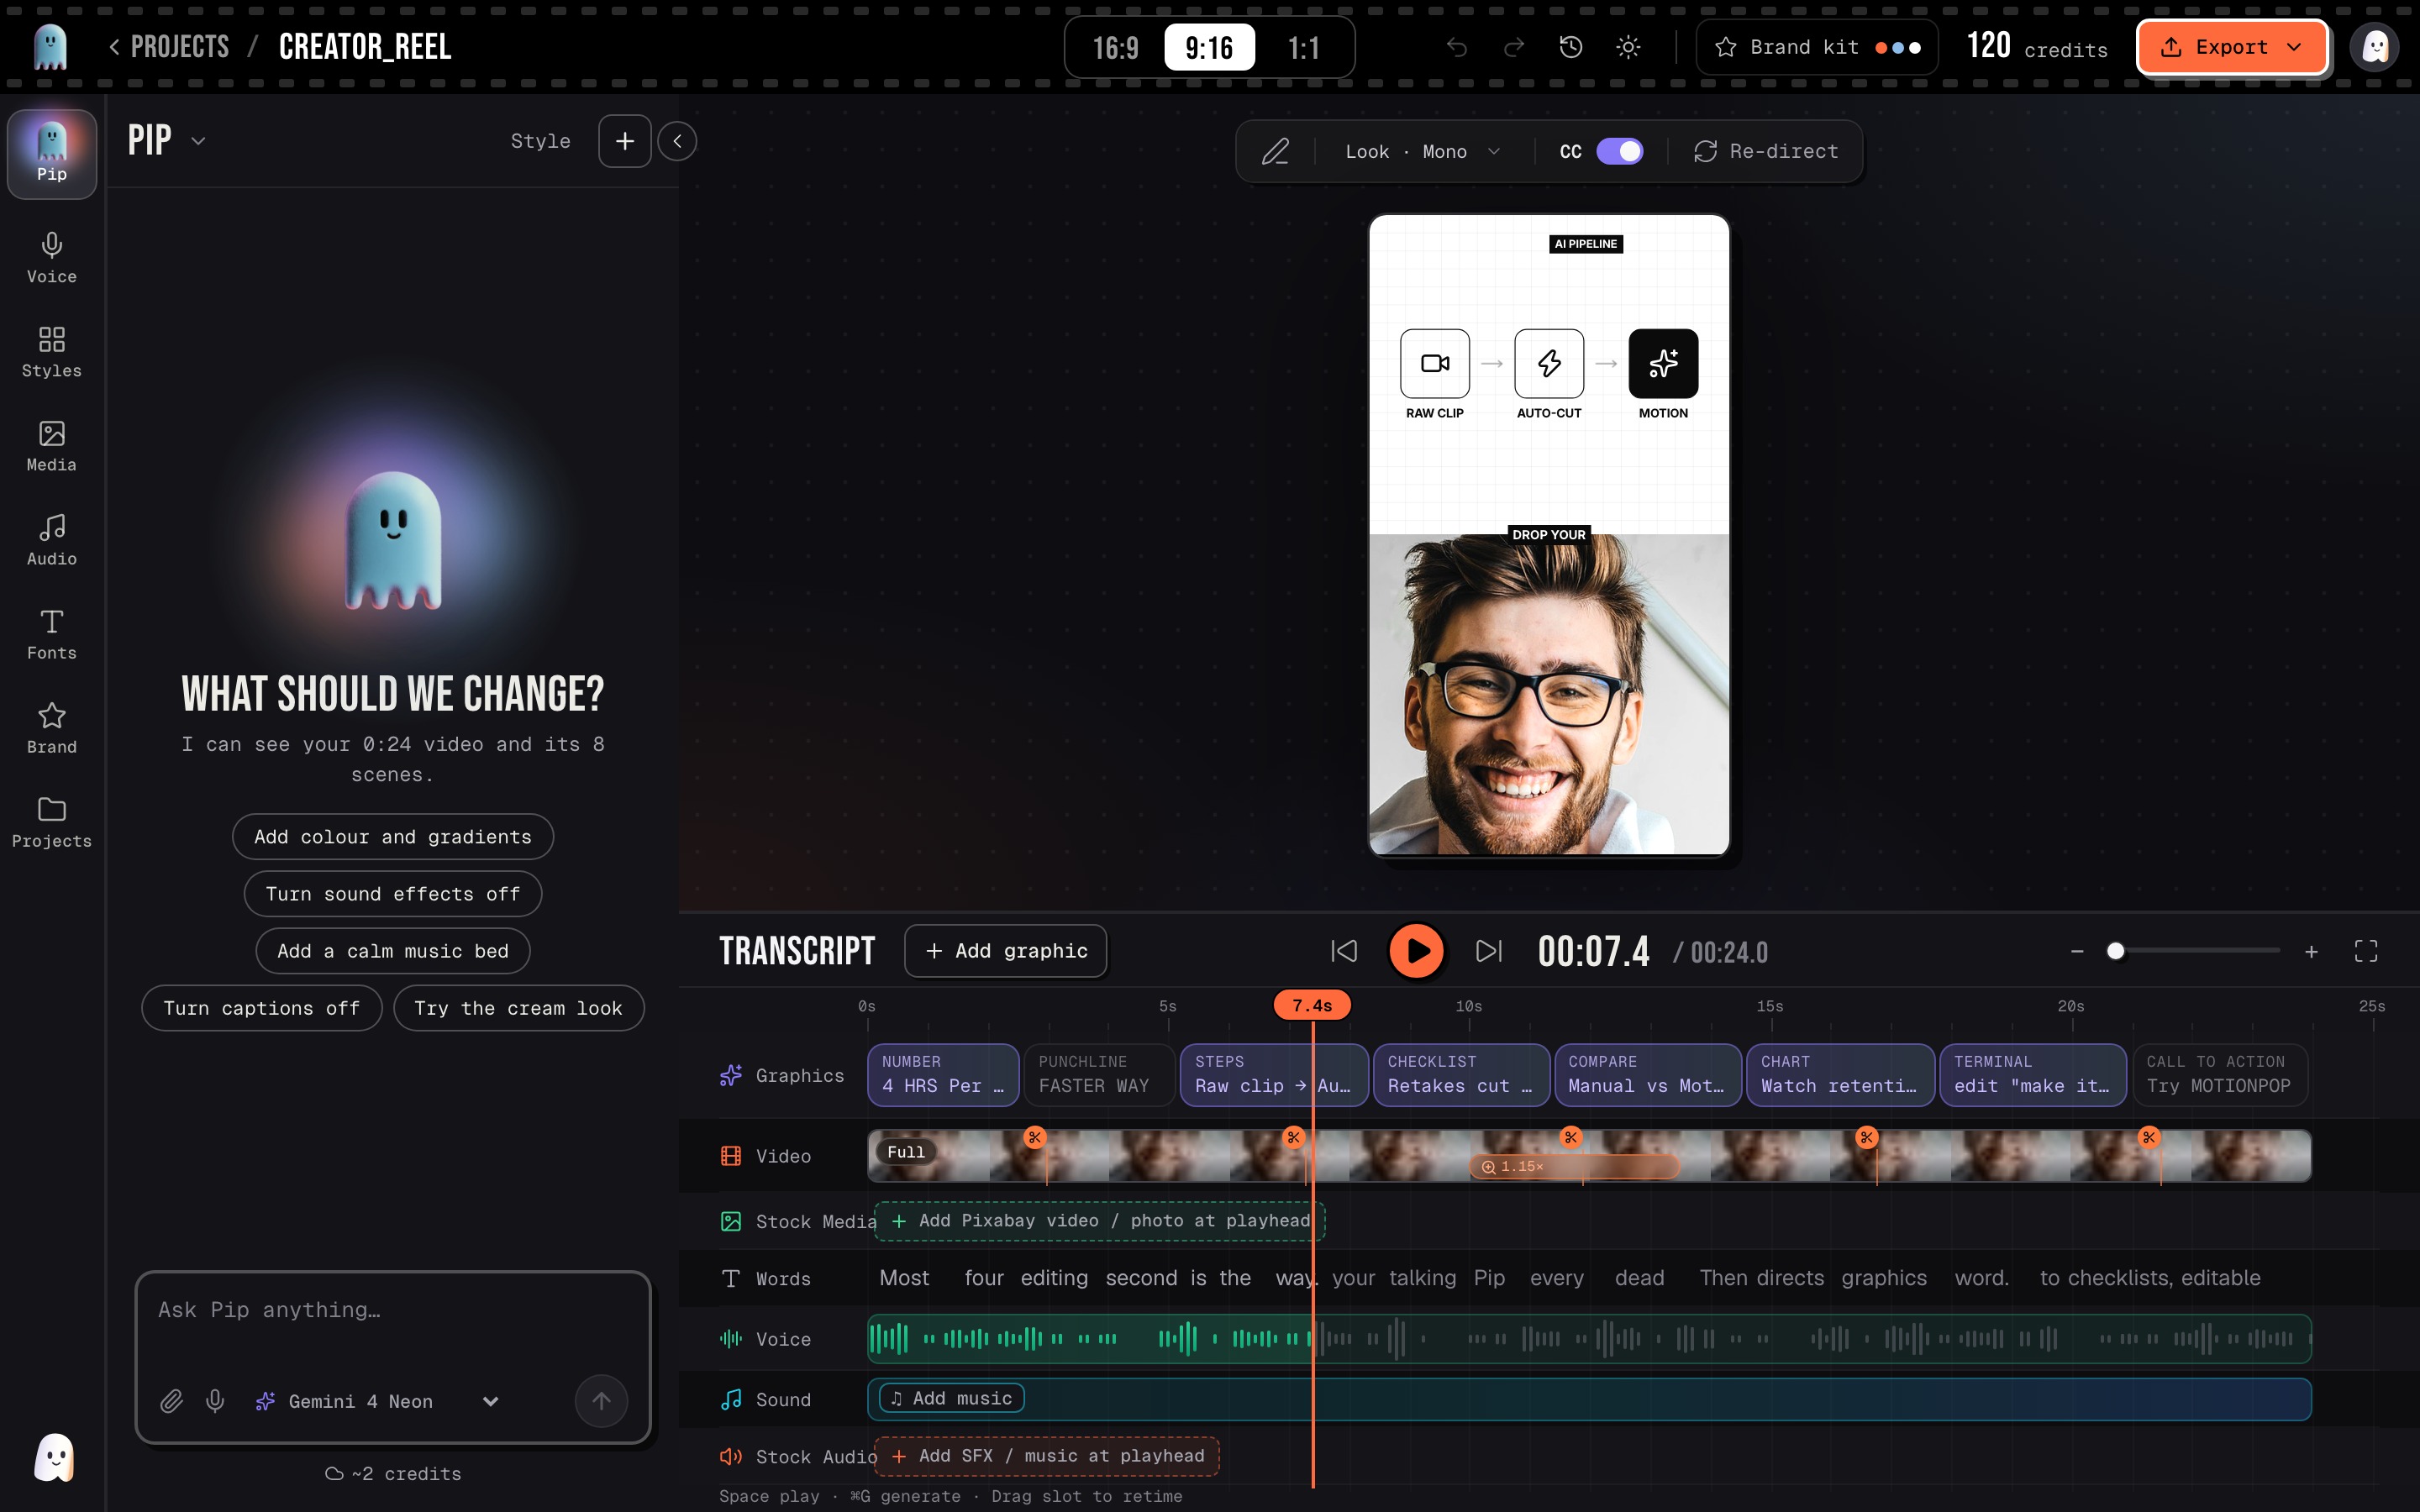 PROJECTS / CREATOR_REEL
16:9 9:16 1:1
Brand kit
120 credits
Export
Pip
Voice
Styles
Media
Audio
Fonts
Brand
Projects
PIP
Style
WHAT SHOULD WE CHANGE?
I can see your 0:24 video and its 8
scenes.
Add colour and gradients
Turn sound effects off
Add a calm music bed
Turn captions off
Try the cream look
Ask Pip anything…
Gemini 4 Neon
~2 credits
Look · Mono
CC
Re-direct
AI PIPELINE
RAW CLIP
AUTO-CUT
MOTION
DROP YOUR
TRANSCRIPT
+ Add graphic
00:07.4 / 00:24.0
0s 5s 7.4s 10s 15s 20s 25s
Graphics
NUMBER
4 HRS Per …
PUNCHLINE
FASTER WAY
STEPS
Raw clip → Au…
CHECKLIST
Retakes cut …
COMPARE
Manual vs Mot…
CHART
Watch retenti…
TERMINAL
edit "make it…
CALL TO ACTION
Try MOTIONPOP
Video
Full
1.15×
Stock Media
+ Add Pixabay video / photo at playhead
Words
Most four editing second is the way. your talking Pip every dead Then directs graphics word. to checklists, editable
Voice
Sound
♫ Add music
Stock Audio
+ Add SFX / music at playhead
Space play · ⌘G generate · Drag slot to retime